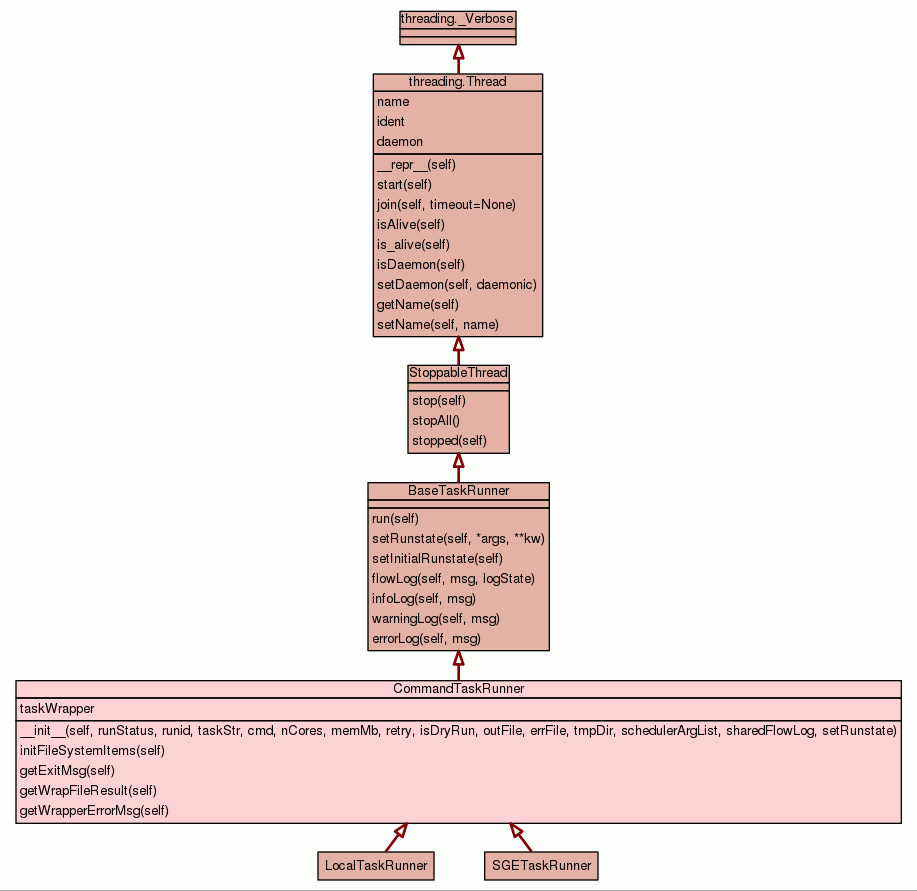 threading._Verbose
threading.Thread
name
ident
daemon
__repr__(self)
start(self)
join(self, timeout=None)
isAlive(self)
is_alive(self)
isDaemon(self)
setDaemon(self, daemonic)
getName(self)
setName(self, name)
StoppableThread
stop(self)
stopAll()
stopped(self)
BaseTaskRunner
run(self)
setRunstate(self, *args, **kw)
setInitialRunstate(self)
flowLog(self, msg, logState)
infoLog(self, msg)
warningLog(self, msg)
errorLog(self, msg)
CommandTaskRunner
taskWrapper
__init__(self, runStatus, runid, taskStr, cmd, nCores, memMb, retry, isDryRun, outFile, errFile, tmpDir, schedulerArgList, sharedFlowLog, setRunstate)
initFileSystemItems(self)
getExitMsg(self)
getWrapFileResult(self)
getWrapperErrorMsg(self)
LocalTaskRunner
SGETaskRunner